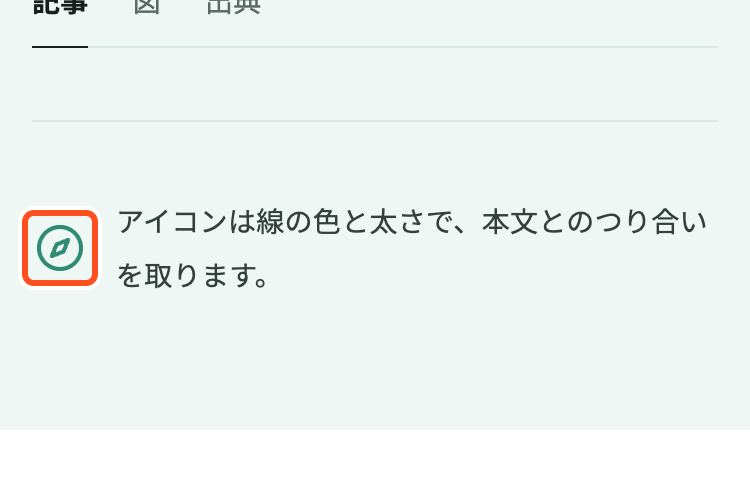 記事 図 出典
アイコンは線の色と太さで、本文とのつり合い
を取ります。